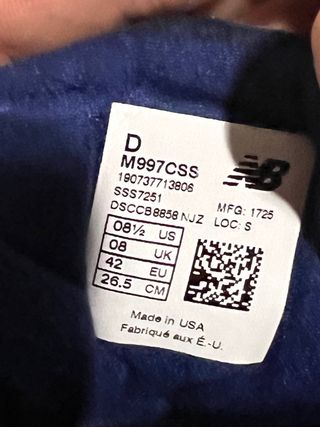 D
M997CSS
190737713806
SSS7251
DSCCB8858 NJZ
MFG: 1725
LOC: S
08½ US
08 UK
42 EU
26.5 CM
NB
Made in USA
Fabriqué aux É.-U.